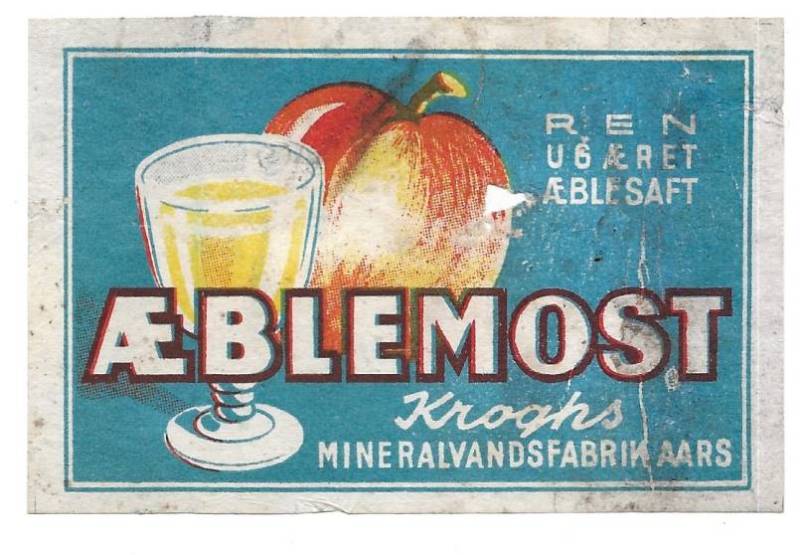 REN
UGÆRET
ÆBLESAFT
ÆBLEMOST
Kroghs
MINERALVANDSFABRIK AARS